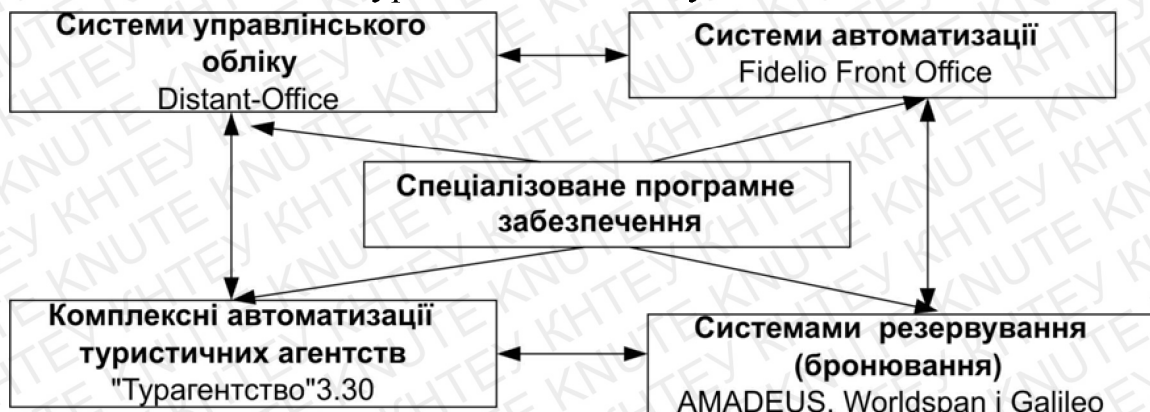 Системи управлінського
обліку
Distant-Office
Системи автоматизації
Fidelio Front Office
Спеціалізоване програмне
забезпечення
Комплексні автоматизації
туристичних агентств
"Турагентство"3.30
Системами резервування
(бронювання)
AMADEUS, Worldspan і Galileo